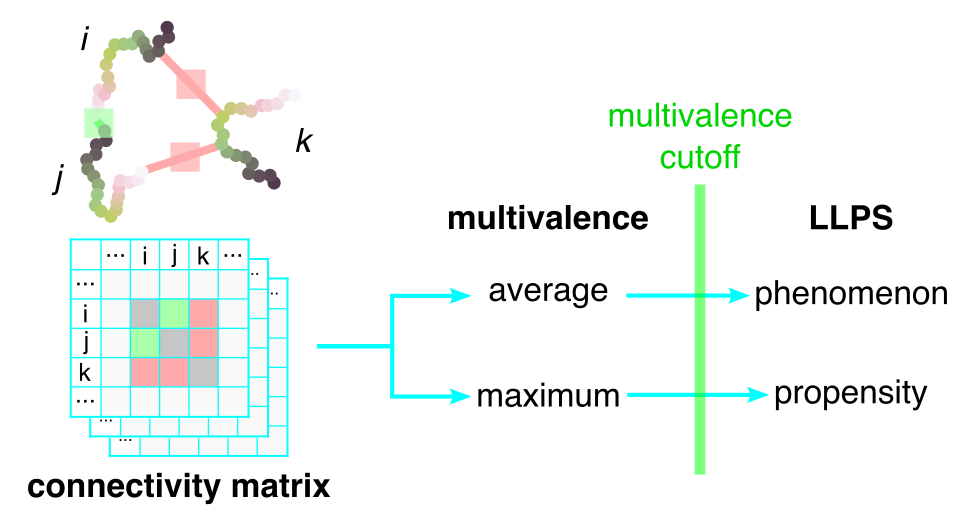 i
k
j
multivalence
cutoff
multivalence
LLPS
... i j k ...
...
i
j
k
...
..
..
...
...
average
phenomenon
maximum
propensity
connectivity matrix